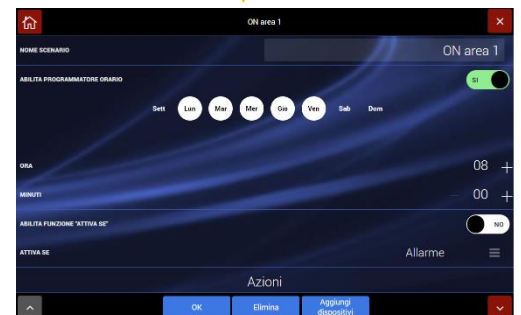 ON area 1
NOME SCENARIO ON area 1
ABILITA PROGRAMMATORE ORARIO SI
Sett Lun Mar Mer Gio Ven Sab Dom
ORA 08 +
MINUTI 00 +
ABILITA FUNZIONE "ATTIVA SE" NO
ATTIVA SE Allarme
Azioni
OK Elimina Aggiungi dispositivi